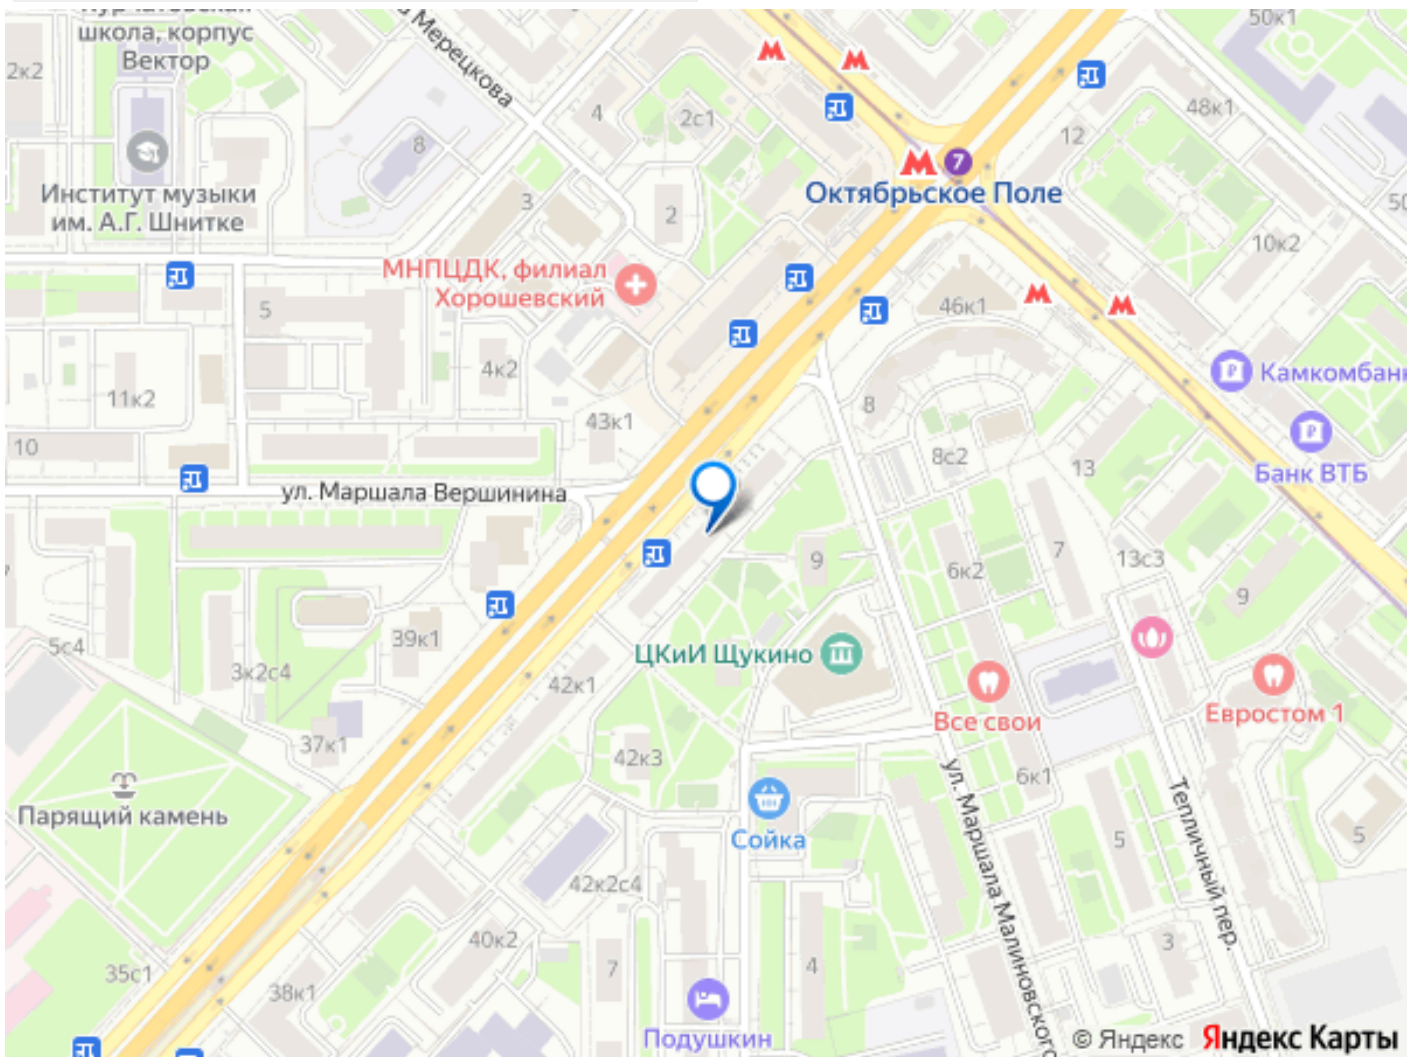 школа, корпус
Вектор
Мерецкова
50к1
2к2
4
2с1
12
48к1
8
7
Октябрьское Поле
Институт музыки
им. А.Г. Шнитке
3
2
10к2
МНПЦДК, филиал
Хорошевский
5
46к1
4к2
Камкомбанк
11к2
43к1
8
10
8с2
13
Банк ВТБ
ул. Маршала Вершинина
9
6к2
7
13с3
9
5с4
39к1
ЦКиИ Щукино
3к2с4
42к1
Все свои
Евростом 1
37к1
42к3
6к1
ул. Маршала Малиновского
Тепличный пер.
Парящий камень
Сойка
5
5
42к2с4
40к2
3
35с1
7
4
38к1
Подушкин
© Яндекс Яндекс Карты